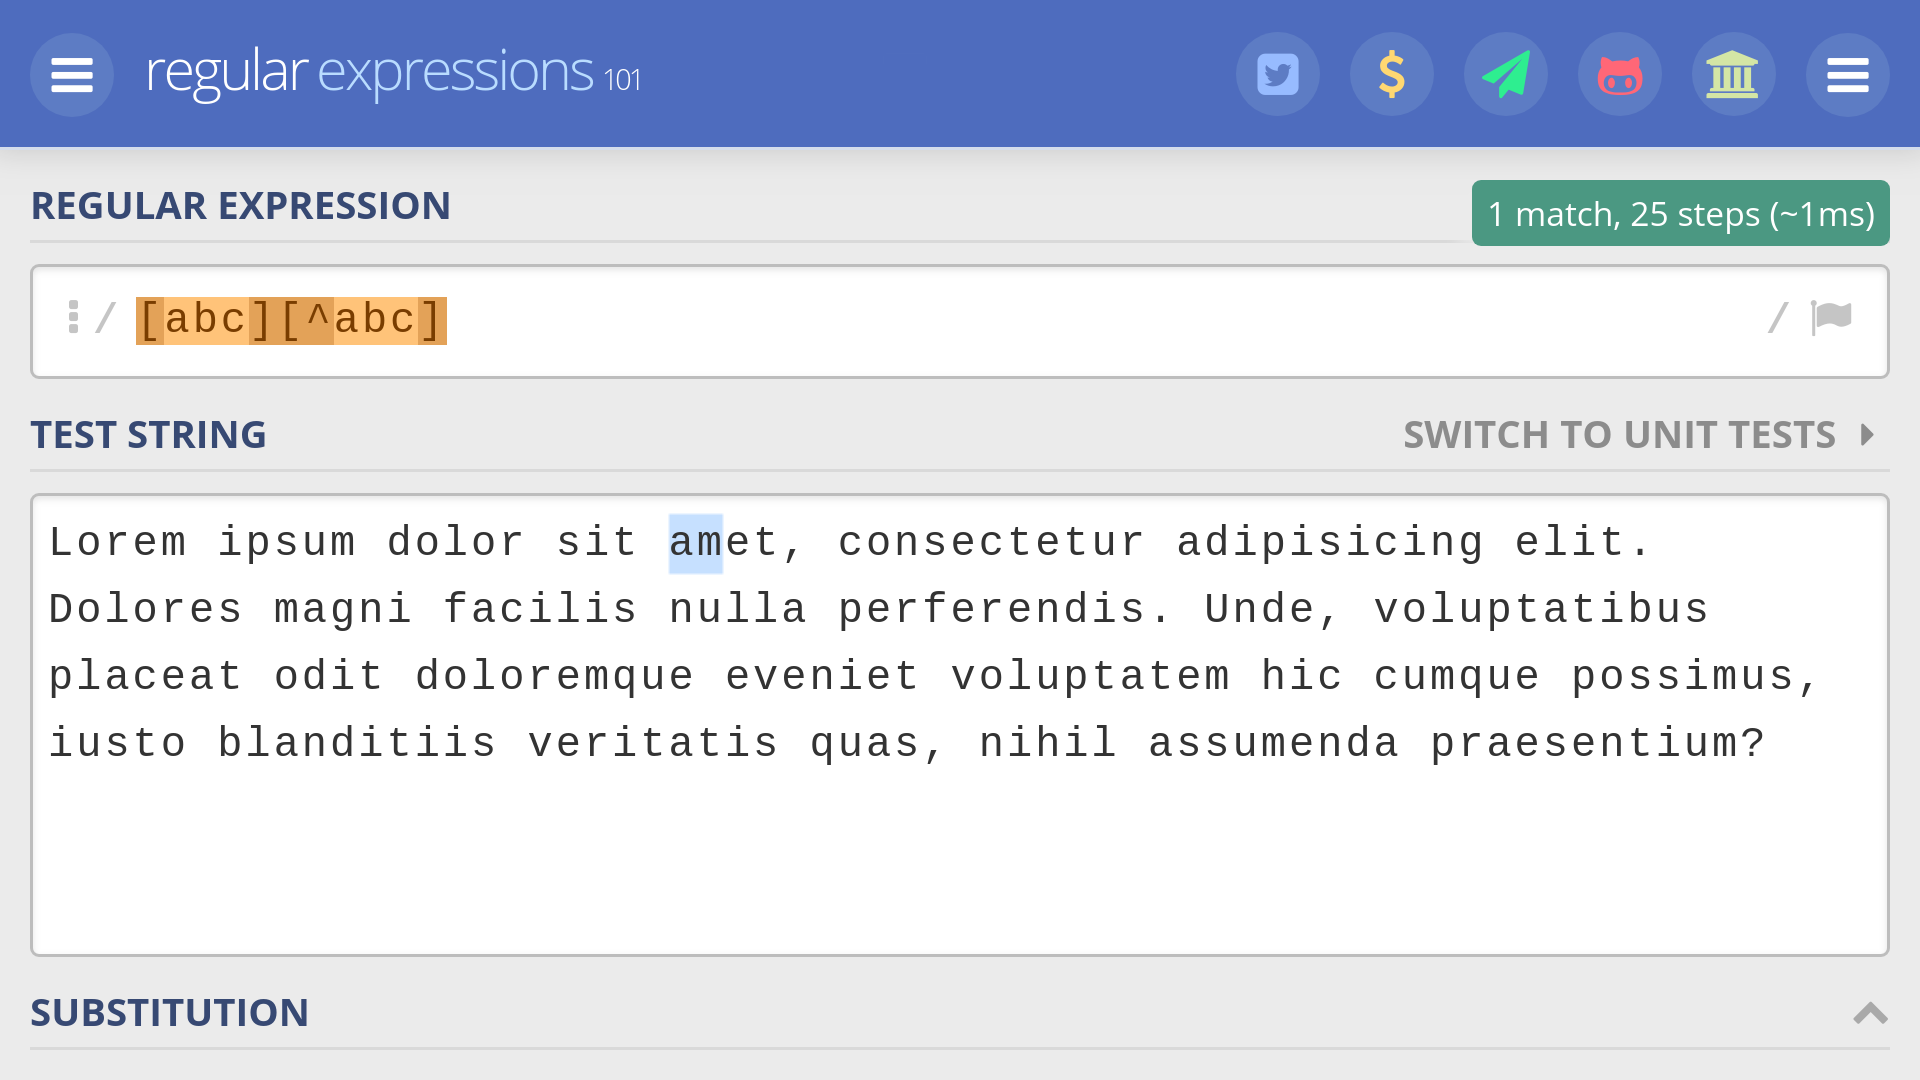 regular expressions 101
REGULAR EXPRESSION
1 match, 25 steps (~1ms)
/ [abc][^abc] /
TEST STRING
SWITCH TO UNIT TESTS
Lorem ipsum dolor sit amet, consectetur adipisicing elit.
Dolores magni facilis nulla perferendis. Unde, voluptatibus
placeat odit doloremque eveniet voluptatem hic cumque possimus,
iusto blanditiis veritatis quas, nihil assumenda praesentium?
SUBSTITUTION